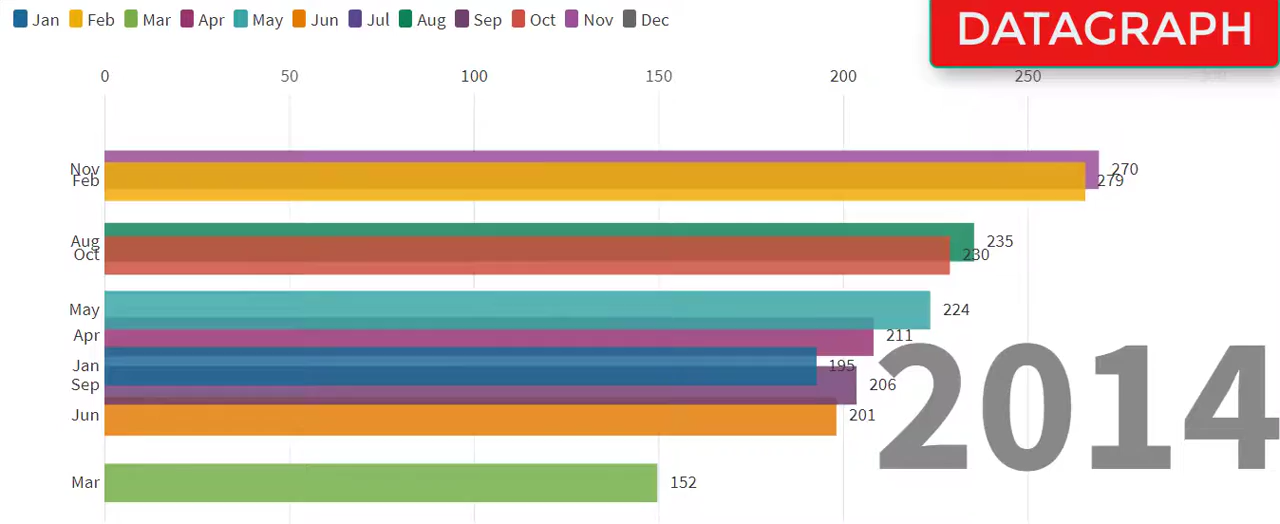 Jan Feb Mar Apr May Jun Jul Aug Sep Oct Nov Dec
DATAGRAPH
0 50 100 150 200 250
Nov 270
Feb 279
Aug 235
Oct 230
May 224
Apr 211
Jan 195
Sep 206
Jun 201
Mar 152
2014